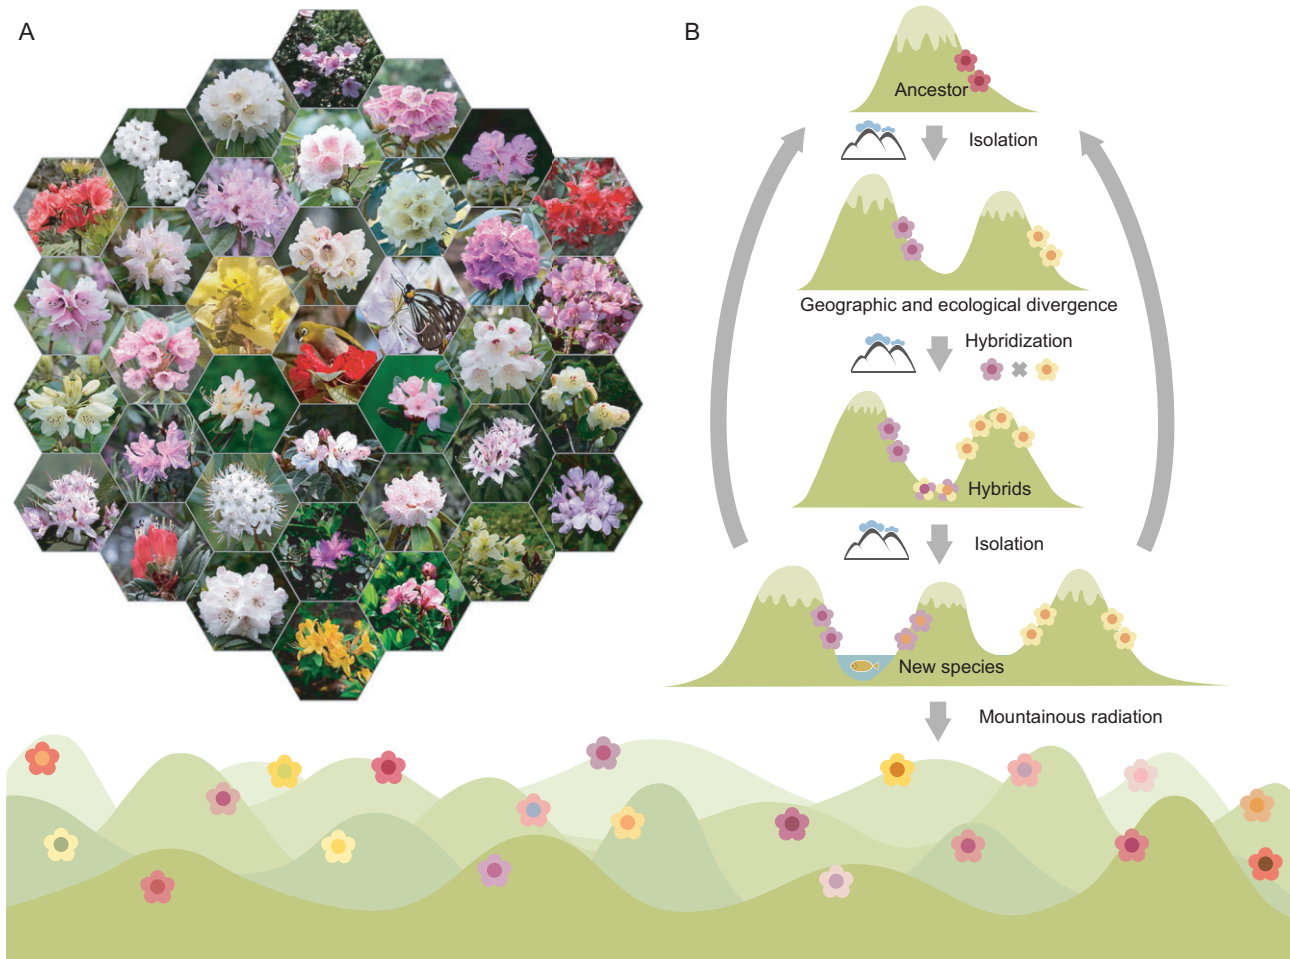 A
B
Ancestor
Isolation
Geographic and ecological divergence
Hybridization
Hybrids
Isolation
New species
Mountainous radiation